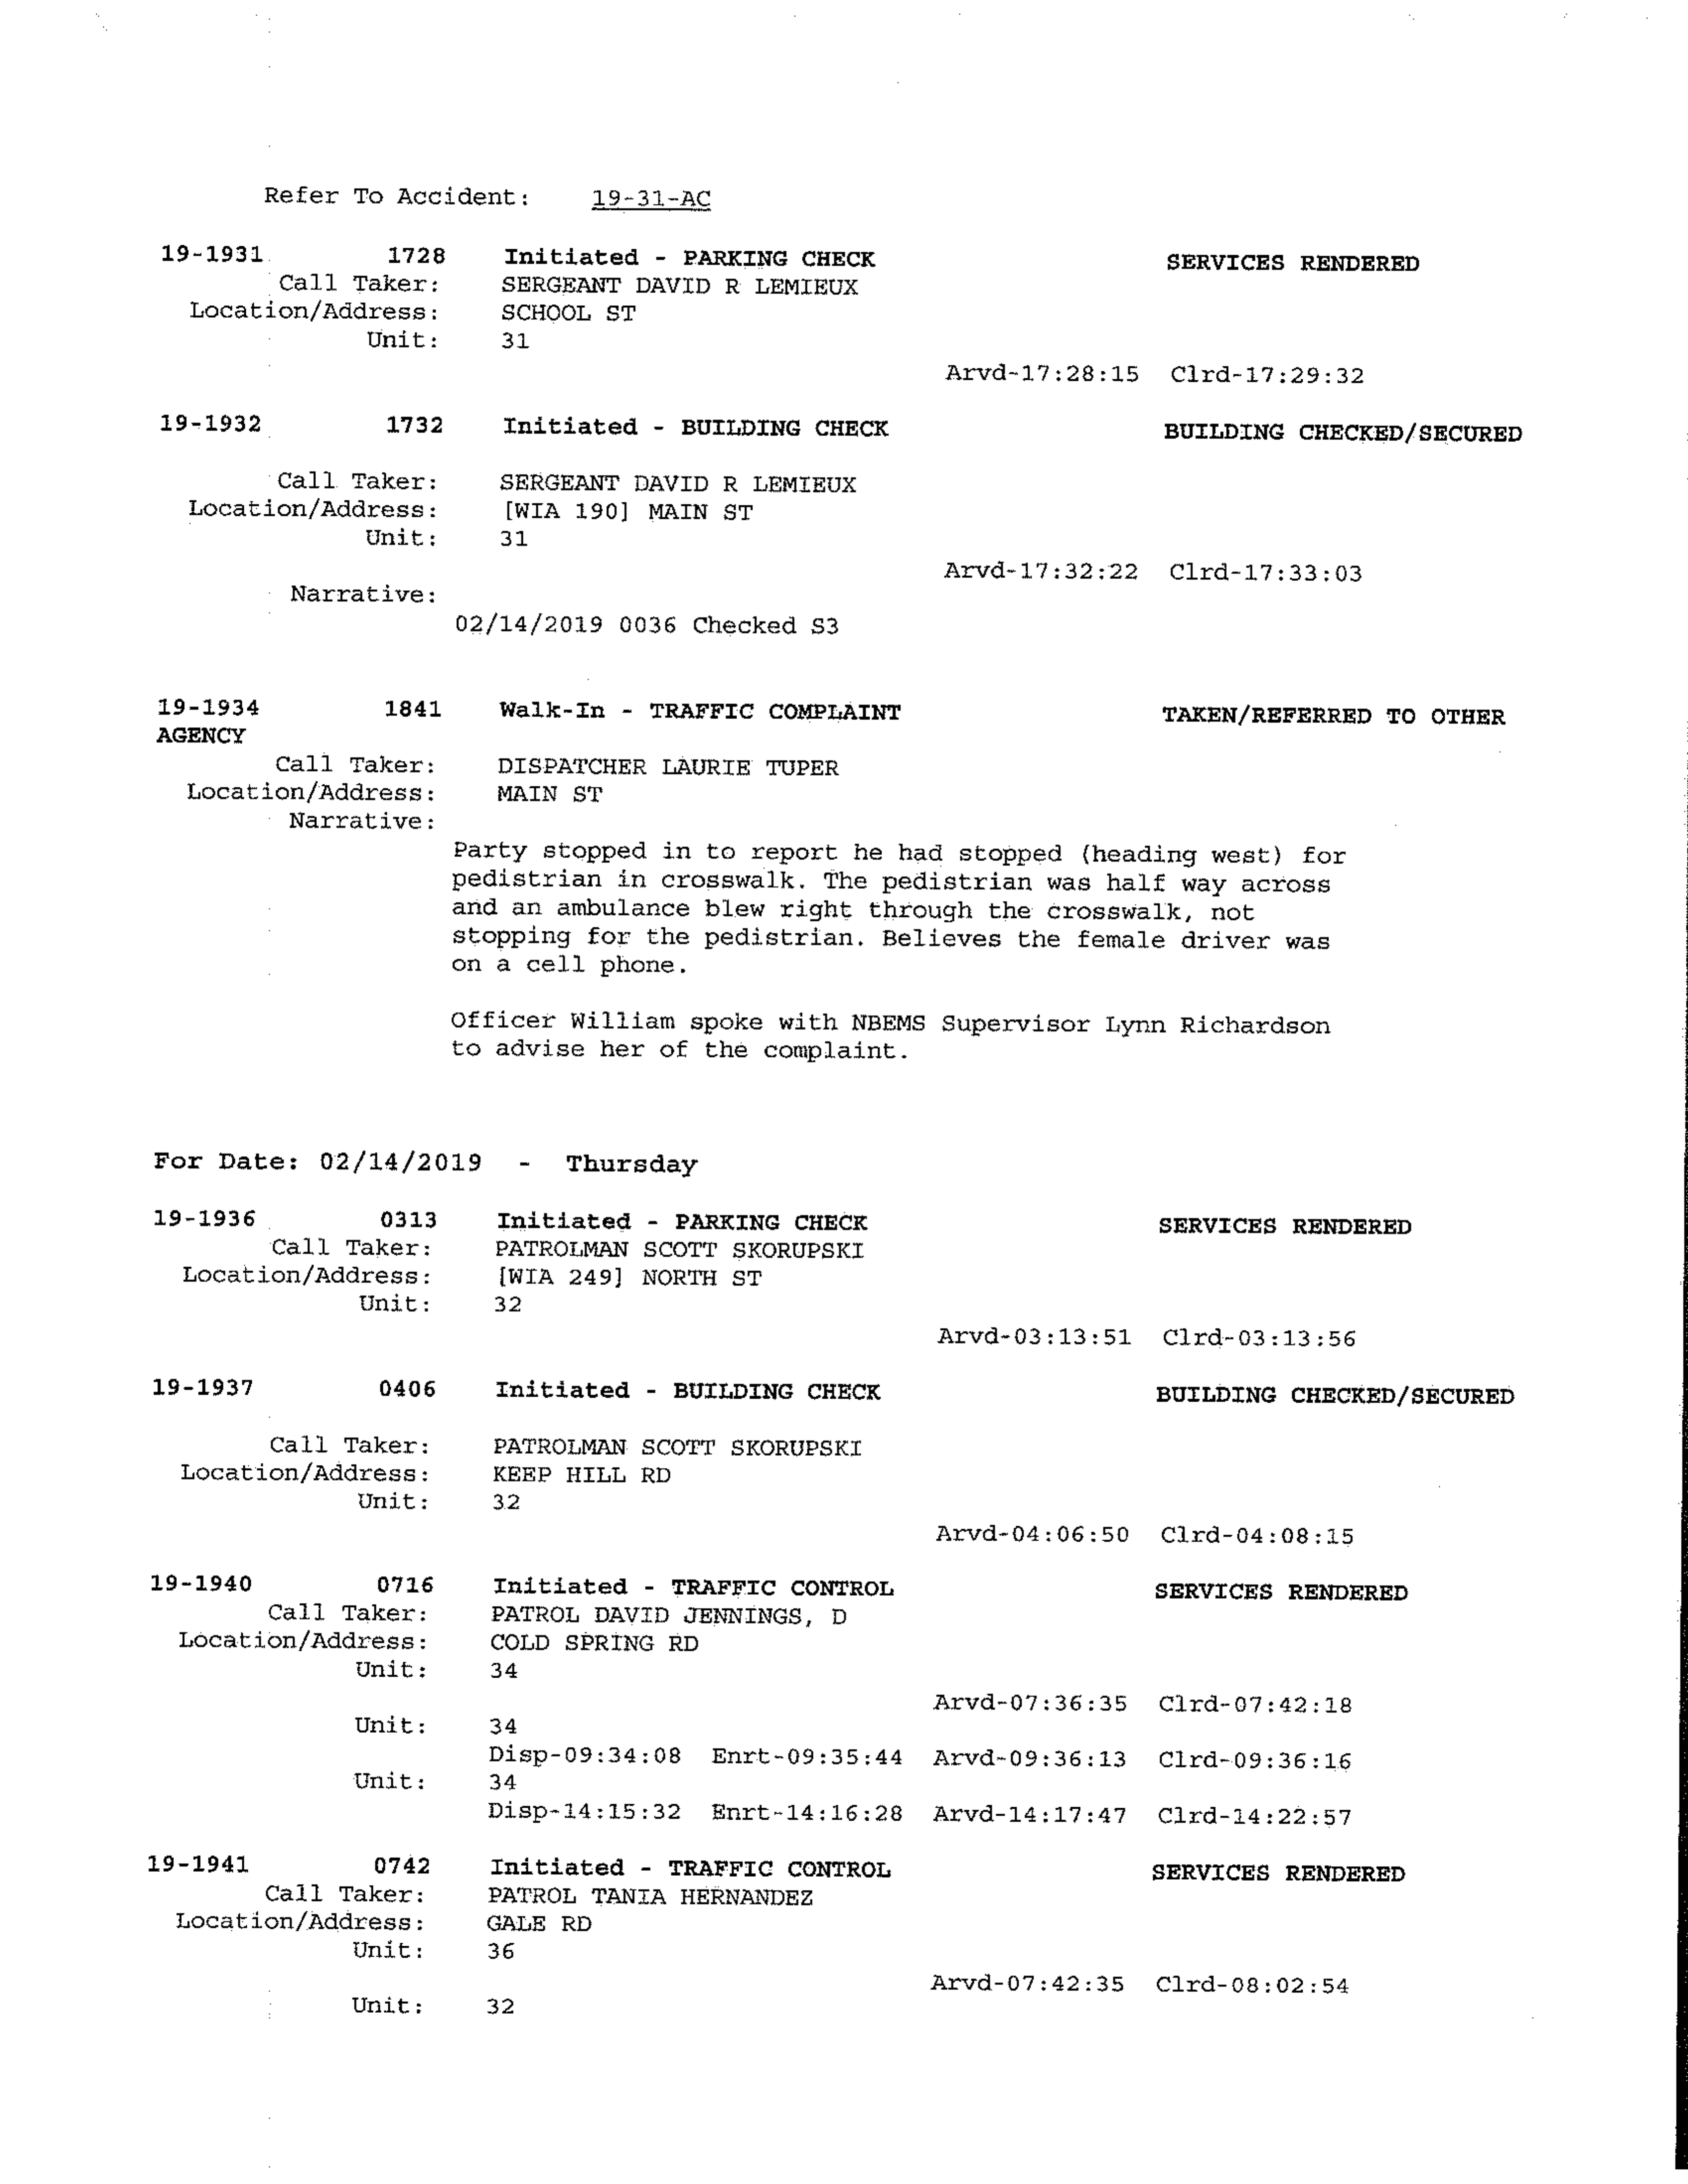 Refer To Accident: 19-31-AC
19-1931 1728 Initiated - PARKING CHECK SERVICES RENDERED
Call Taker: SERGEANT DAVID R LEMIEUX
Location/Address: SCHOOL ST
Unit: 31
Arvd-17:28:15 Clrd-17:29:32
19-1932 1732 Initiated - BUILDING CHECK BUILDING CHECKED/SECURED
Call Taker: SERGEANT DAVID R LEMIEUX
Location/Address: [WIA 190] MAIN ST
Unit: 31
Arvd-17:32:22 Clrd-17:33:03
Narrative:
02/14/2019 0036 Checked S3
19-1934 1841 Walk-In - TRAFFIC COMPLAINT TAKEN/REFERRED TO OTHER
AGENCY
Call Taker: DISPATCHER LAURIE TUPER
Location/Address: MAIN ST
Narrative:
Party stopped in to report he had stopped (heading west) for
pedistrian in crosswalk. The pedistrian was half way across
and an ambulance blew right through the crosswalk, not
stopping for the pedistrian. Believes the female driver was
on a cell phone.
Officer William spoke with NBEMS Supervisor Lynn Richardson
to advise her of the complaint.
For Date: 02/14/2019 - Thursday
19-1936 0313 Initiated - PARKING CHECK SERVICES RENDERED
Call Taker: PATROLMAN SCOTT SKORUPSKI
Location/Address: [WIA 249] NORTH ST
Unit: 32
Arvd-03:13:51 Clrd-03:13:56
19-1937 0406 Initiated - BUILDING CHECK BUILDING CHECKED/SECURED
Call Taker: PATROLMAN SCOTT SKORUPSKI
Location/Address: KEEP HILL RD
Unit: 32
Arvd-04:06:50 Clrd-04:08:15
19-1940 0716 Initiated - TRAFFIC CONTROL SERVICES RENDERED
Call Taker: PATROL DAVID JENNINGS, D
Location/Address: COLD SPRING RD
Unit: 34
Arvd-07:36:35 Clrd-07:42:18
Unit: 34
Disp-09:34:08 Enrt-09:35:44 Arvd-09:36:13 Clrd-09:36:16
Unit: 34
Disp-14:15:32 Enrt-14:16:28 Arvd-14:17:47 Clrd-14:22:57
19-1941 0742 Initiated - TRAFFIC CONTROL SERVICES RENDERED
Call Taker: PATROL TANIA HERNANDEZ
Location/Address: GALE RD
Unit: 36
Arvd-07:42:35 Clrd-08:02:54
Unit: 32